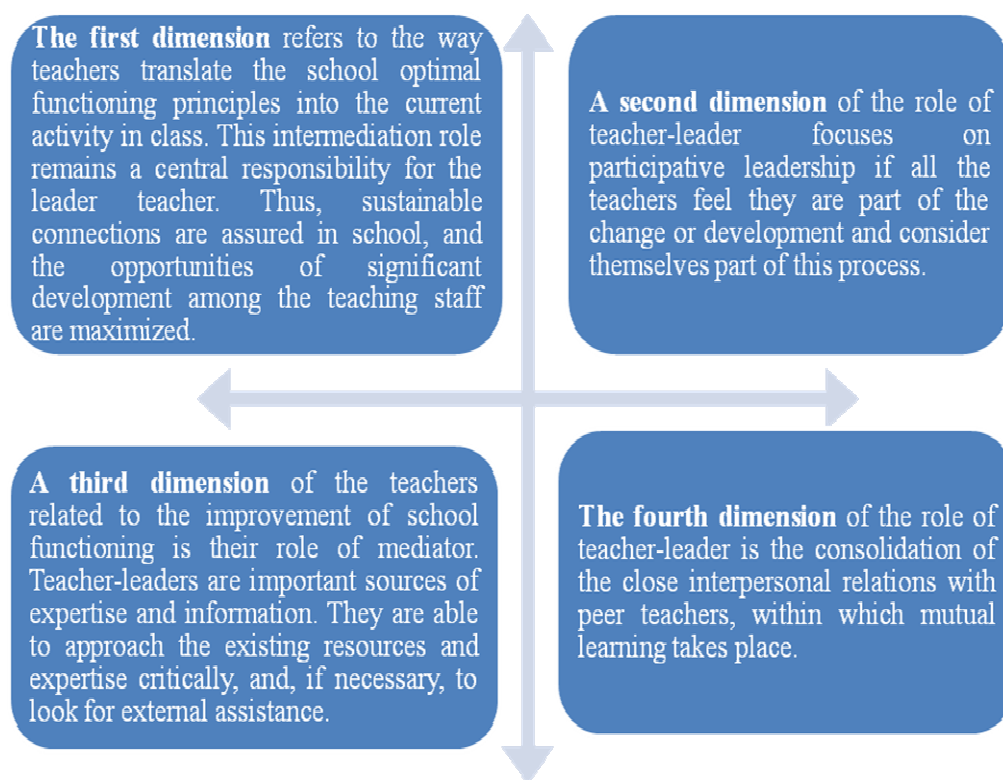 The first dimension refers to the way
teachers translate the school optimal
functioning principles into the current
activity in class. This intermediation role
remains a central responsibility for the
leader teacher. Thus, sustainable
connections are assured in school, and
the opportunities of significant
development among the teaching staff
are maximized.
A second dimension of the role of
teacher-leader focuses on
participative leadership if all the
teachers feel they are part of the
change or development and consider
themselves part of this process.
A third dimension of the teachers
related to the improvement of school
functioning is their role of mediator.
Teacher-leaders are important sources of
expertise and information. They are able
to approach the existing resources and
expertise critically, and, if necessary, to
look for external assistance.
The fourth dimension of the role of
teacher-leader is the consolidation of
the close interpersonal relations with
peer teachers, within which mutual
learning takes place.